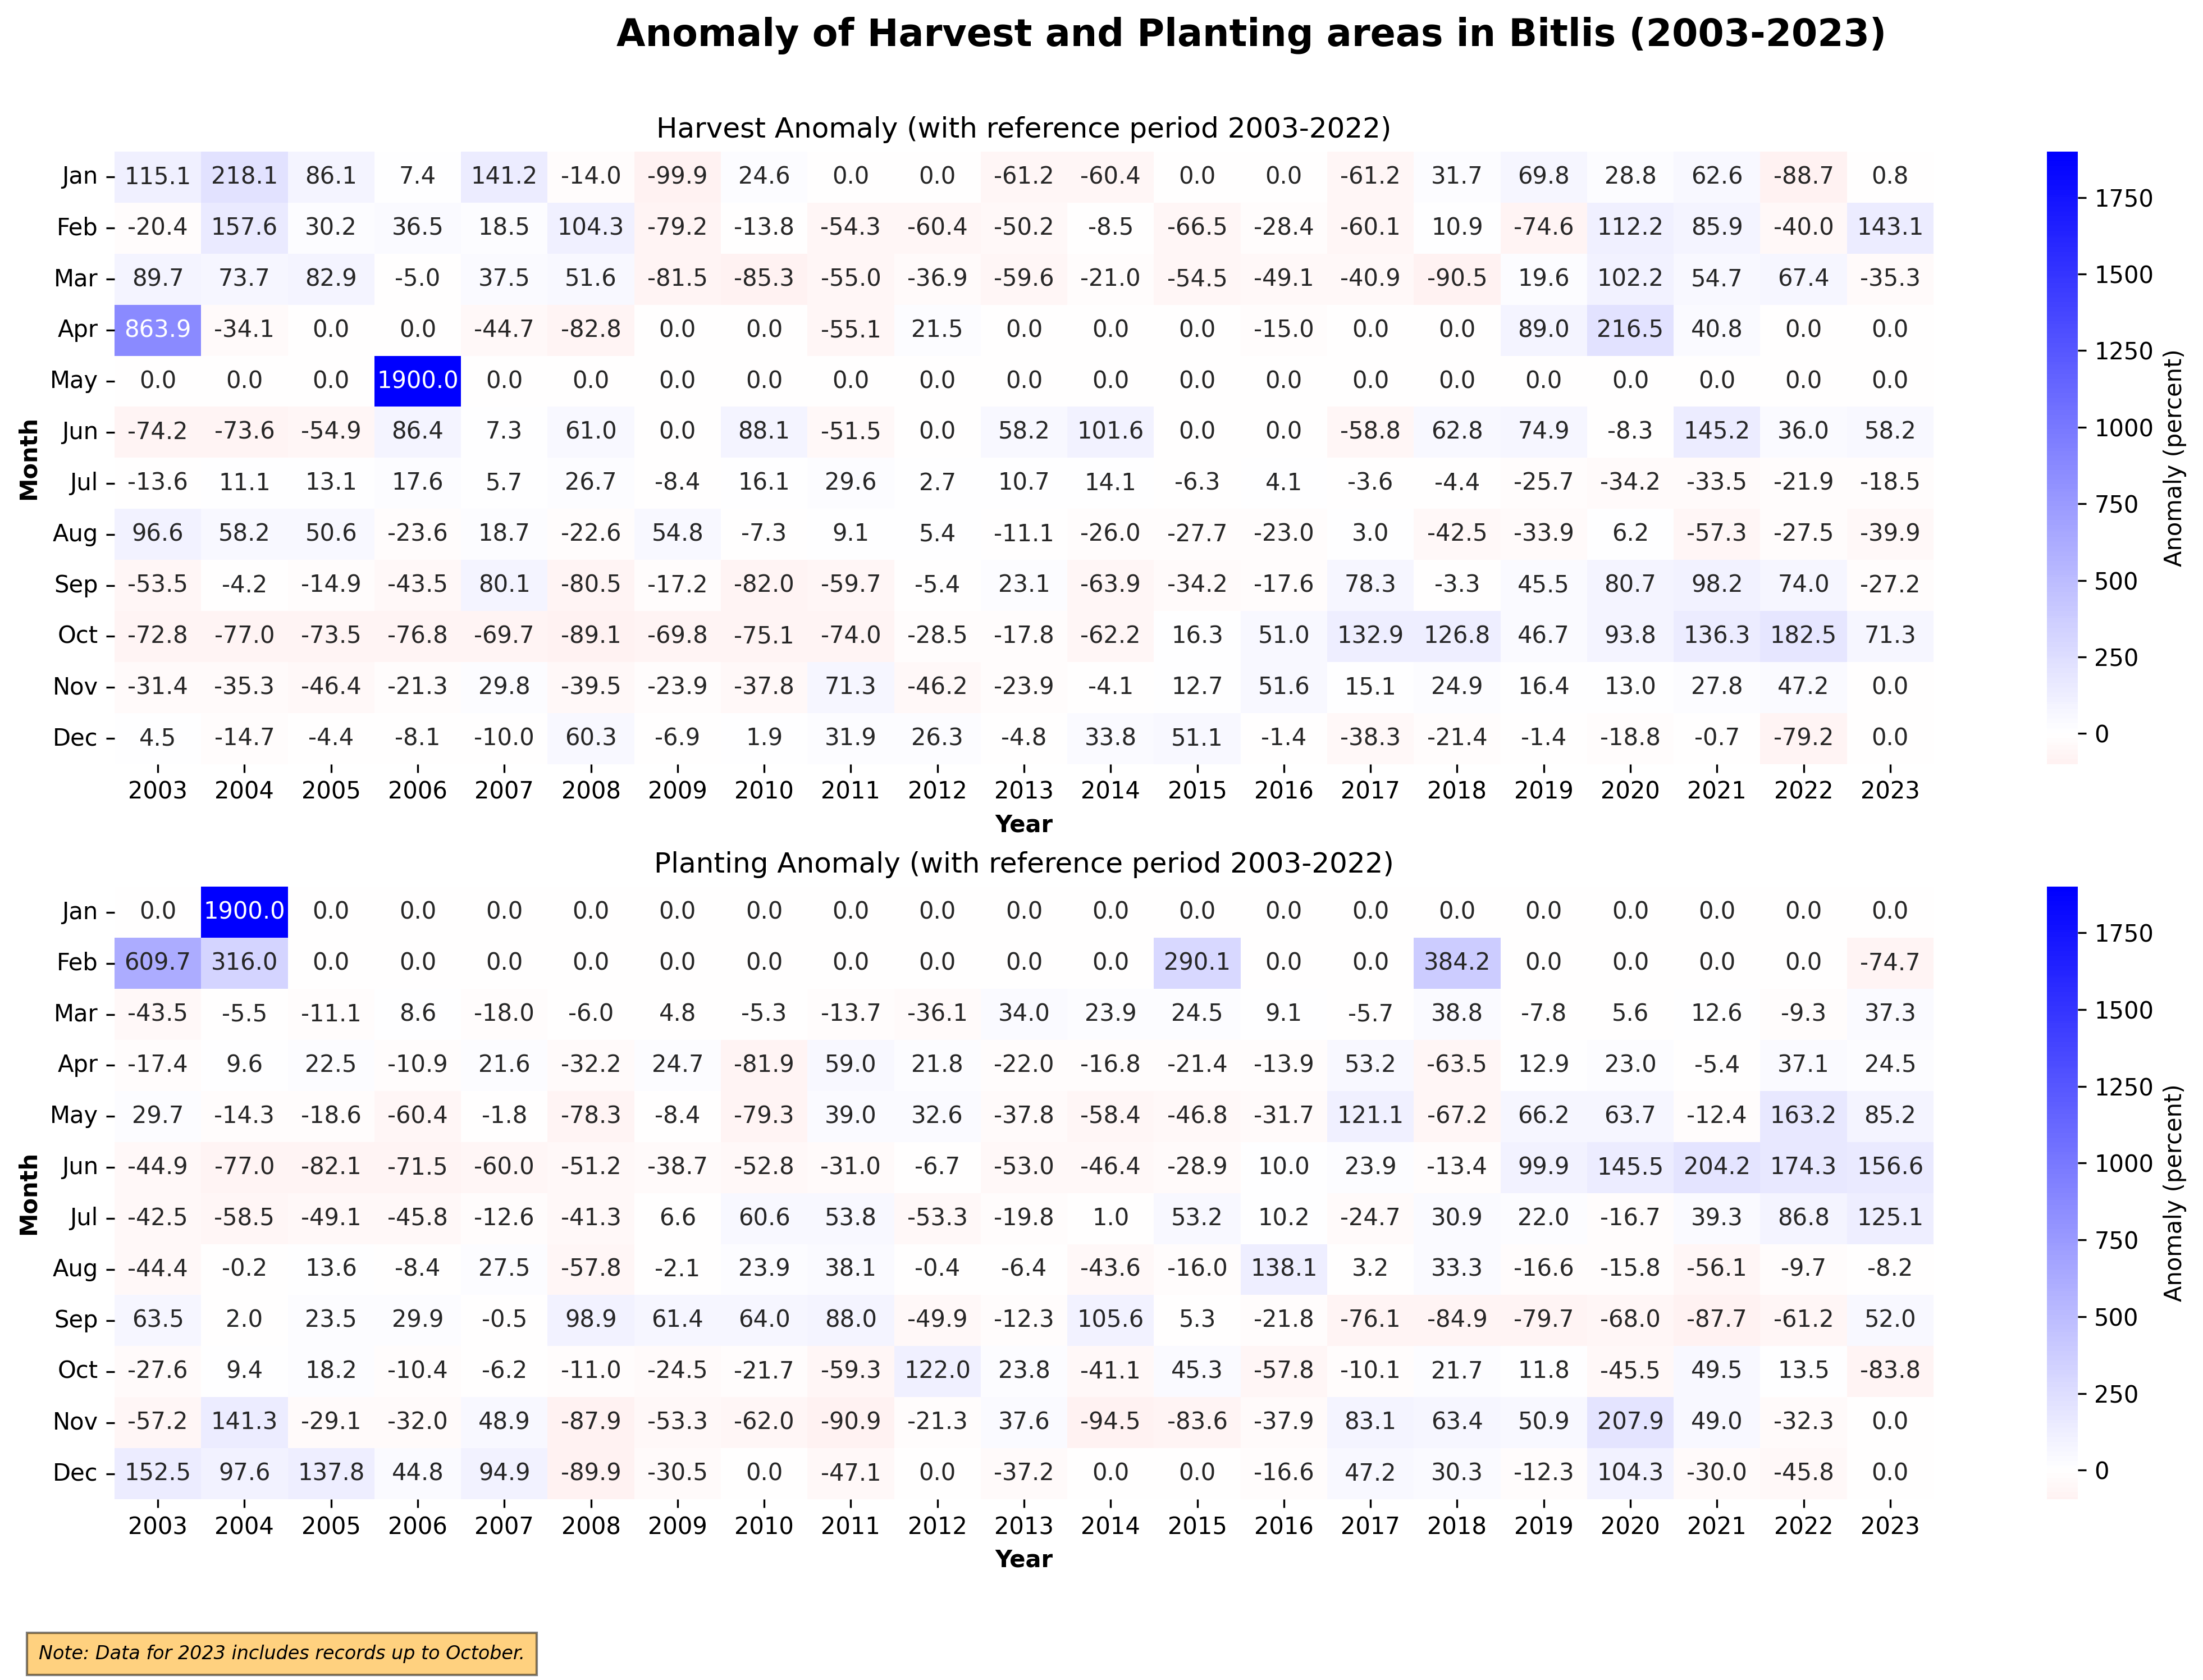 Anomaly of Harvest and Planting areas in Bitlis (2003-2023)
Harvest Anomaly (with reference period 2003-2022)
Jan 115.1 218.1 86.1 7.4 141.2 -14.0 -99.9 24.6 0.0 0.0 -61.2 -60.4 0.0 0.0 -61.2 31.7 69.8 28.8 62.6 -88.7 0.8
Feb -20.4 157.6 30.2 36.5 18.5 104.3 -79.2 -13.8 -54.3 -60.4 -50.2 -8.5 -66.5 -28.4 -60.1 10.9 -74.6 112.2 85.9 -40.0 143.1
Mar 89.7 73.7 82.9 -5.0 37.5 51.6 -81.5 -85.3 -55.0 -36.9 -59.6 -21.0 -54.5 -49.1 -40.9 -90.5 19.6 102.2 54.7 67.4 -35.3
Apr 863.9 -34.1 0.0 0.0 -44.7 -82.8 0.0 0.0 -55.1 21.5 0.0 0.0 0.0 -15.0 0.0 0.0 89.0 216.5 40.8 0.0 0.0
May 0.0 0.0 0.0 1900.0 0.0 0.0 0.0 0.0 0.0 0.0 0.0 0.0 0.0 0.0 0.0 0.0 0.0 0.0 0.0 0.0 0.0
Jun -74.2 -73.6 -54.9 86.4 7.3 61.0 0.0 88.1 -51.5 0.0 58.2 101.6 0.0 0.0 -58.8 62.8 74.9 -8.3 145.2 36.0 58.2
Jul -13.6 11.1 13.1 17.6 5.7 26.7 -8.4 16.1 29.6 2.7 10.7 14.1 -6.3 4.1 -3.6 -4.4 -25.7 -34.2 -33.5 -21.9 -18.5
Aug 96.6 58.2 50.6 -23.6 18.7 -22.6 54.8 -7.3 9.1 5.4 -11.1 -26.0 -27.7 -23.0 3.0 -42.5 -33.9 6.2 -57.3 -27.5 -39.9
Sep -53.5 -4.2 -14.9 -43.5 80.1 -80.5 -17.2 -82.0 -59.7 -5.4 23.1 -63.9 -34.2 -17.6 78.3 -3.3 45.5 80.7 98.2 74.0 -27.2
Oct -72.8 -77.0 -73.5 -76.8 -69.7 -89.1 -69.8 -75.1 -74.0 -28.5 -17.8 -62.2 16.3 51.0 132.9 126.8 46.7 93.8 136.3 182.5 71.3
Nov -31.4 -35.3 -46.4 -21.3 29.8 -39.5 -23.9 -37.8 71.3 -46.2 -23.9 -4.1 12.7 51.6 15.1 24.9 16.4 13.0 27.8 47.2 0.0
Dec 4.5 -14.7 -4.4 -8.1 -10.0 60.3 -6.9 1.9 31.9 26.3 -4.8 33.8 51.1 -1.4 -38.3 -21.4 -1.4 -18.8 -0.7 -79.2 0.0
2003 2004 2005 2006 2007 2008 2009 2010 2011 2012 2013 2014 2015 2016 2017 2018 2019 2020 2021 2022 2023
Year
Month
1750
1500
1250
1000
750
500
250
0
Anomaly (percent)
Planting Anomaly (with reference period 2003-2022)
Jan 0.0 1900.0 0.0 0.0 0.0 0.0 0.0 0.0 0.0 0.0 0.0 0.0 0.0 0.0 0.0 0.0 0.0 0.0 0.0 0.0 0.0
Feb 609.7 316.0 0.0 0.0 0.0 0.0 0.0 0.0 0.0 0.0 0.0 0.0 290.1 0.0 0.0 384.2 0.0 0.0 0.0 0.0 -74.7
Mar -43.5 -5.5 -11.1 8.6 -18.0 -6.0 4.8 -5.3 -13.7 -36.1 34.0 23.9 24.5 9.1 -5.7 38.8 -7.8 5.6 12.6 -9.3 37.3
Apr -17.4 9.6 22.5 -10.9 21.6 -32.2 24.7 -81.9 59.0 21.8 -22.0 -16.8 -21.4 -13.9 53.2 -63.5 12.9 23.0 -5.4 37.1 24.5
May 29.7 -14.3 -18.6 -60.4 -1.8 -78.3 -8.4 -79.3 39.0 32.6 -37.8 -58.4 -46.8 -31.7 121.1 -67.2 66.2 63.7 -12.4 163.2 85.2
Jun -44.9 -77.0 -82.1 -71.5 -60.0 -51.2 -38.7 -52.8 -31.0 -6.7 -53.0 -46.4 -28.9 10.0 23.9 -13.4 99.9 145.5 204.2 174.3 156.6
Jul -42.5 -58.5 -49.1 -45.8 -12.6 -41.3 6.6 60.6 53.8 -53.3 -19.8 1.0 53.2 10.2 -24.7 30.9 22.0 -16.7 39.3 86.8 125.1
Aug -44.4 -0.2 13.6 -8.4 27.5 -57.8 -2.1 23.9 38.1 -0.4 -6.4 -43.6 -16.0 138.1 3.2 33.3 -16.6 -15.8 -56.1 -9.7 -8.2
Sep 63.5 2.0 23.5 29.9 -0.5 98.9 61.4 64.0 88.0 -49.9 -12.3 105.6 5.3 -21.8 -76.1 -84.9 -79.7 -68.0 -87.7 -61.2 52.0
Oct -27.6 9.4 18.2 -10.4 -6.2 -11.0 -24.5 -21.7 -59.3 122.0 23.8 -41.1 45.3 -57.8 -10.1 21.7 11.8 -45.5 49.5 13.5 -83.8
Nov -57.2 141.3 -29.1 -32.0 48.9 -87.9 -53.3 -62.0 -90.9 -21.3 37.6 -94.5 -83.6 -37.9 83.1 63.4 50.9 207.9 49.0 -32.3 0.0
Dec 152.5 97.6 137.8 44.8 94.9 -89.9 -30.5 0.0 -47.1 0.0 -37.2 0.0 0.0 -16.6 47.2 30.3 -12.3 104.3 -30.0 -45.8 0.0
2003 2004 2005 2006 2007 2008 2009 2010 2011 2012 2013 2014 2015 2016 2017 2018 2019 2020 2021 2022 2023
Year
Month
1750
1500
1250
1000
750
500
250
0
Anomaly (percent)
Note: Data for 2023 includes records up to October.